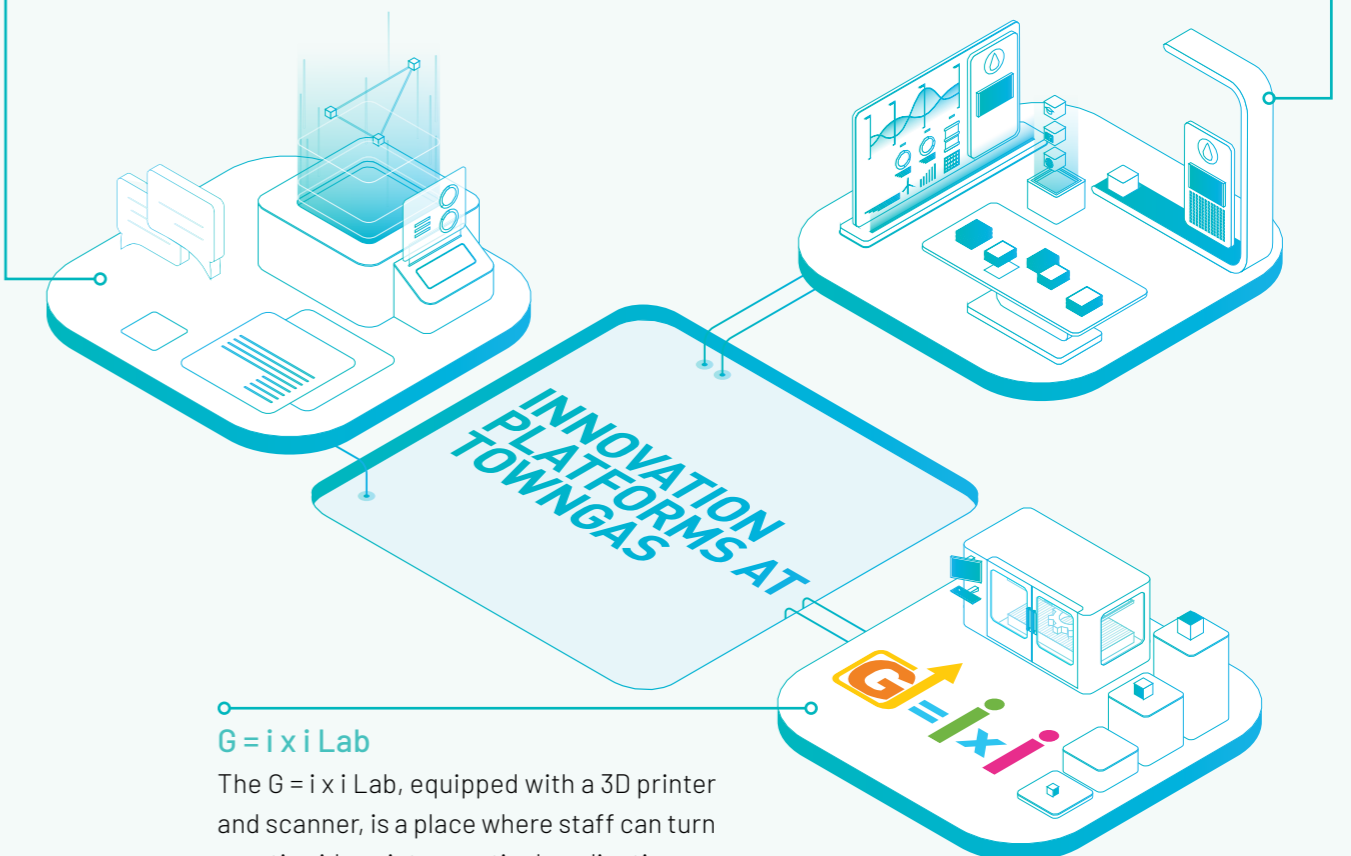 INNOVATION
PLATFORMS AT
TOWNGAS
G=ixi
G = i x i Lab
The G = i x i Lab, equipped with a 3D printer
and scanner, is a place where staff can turn